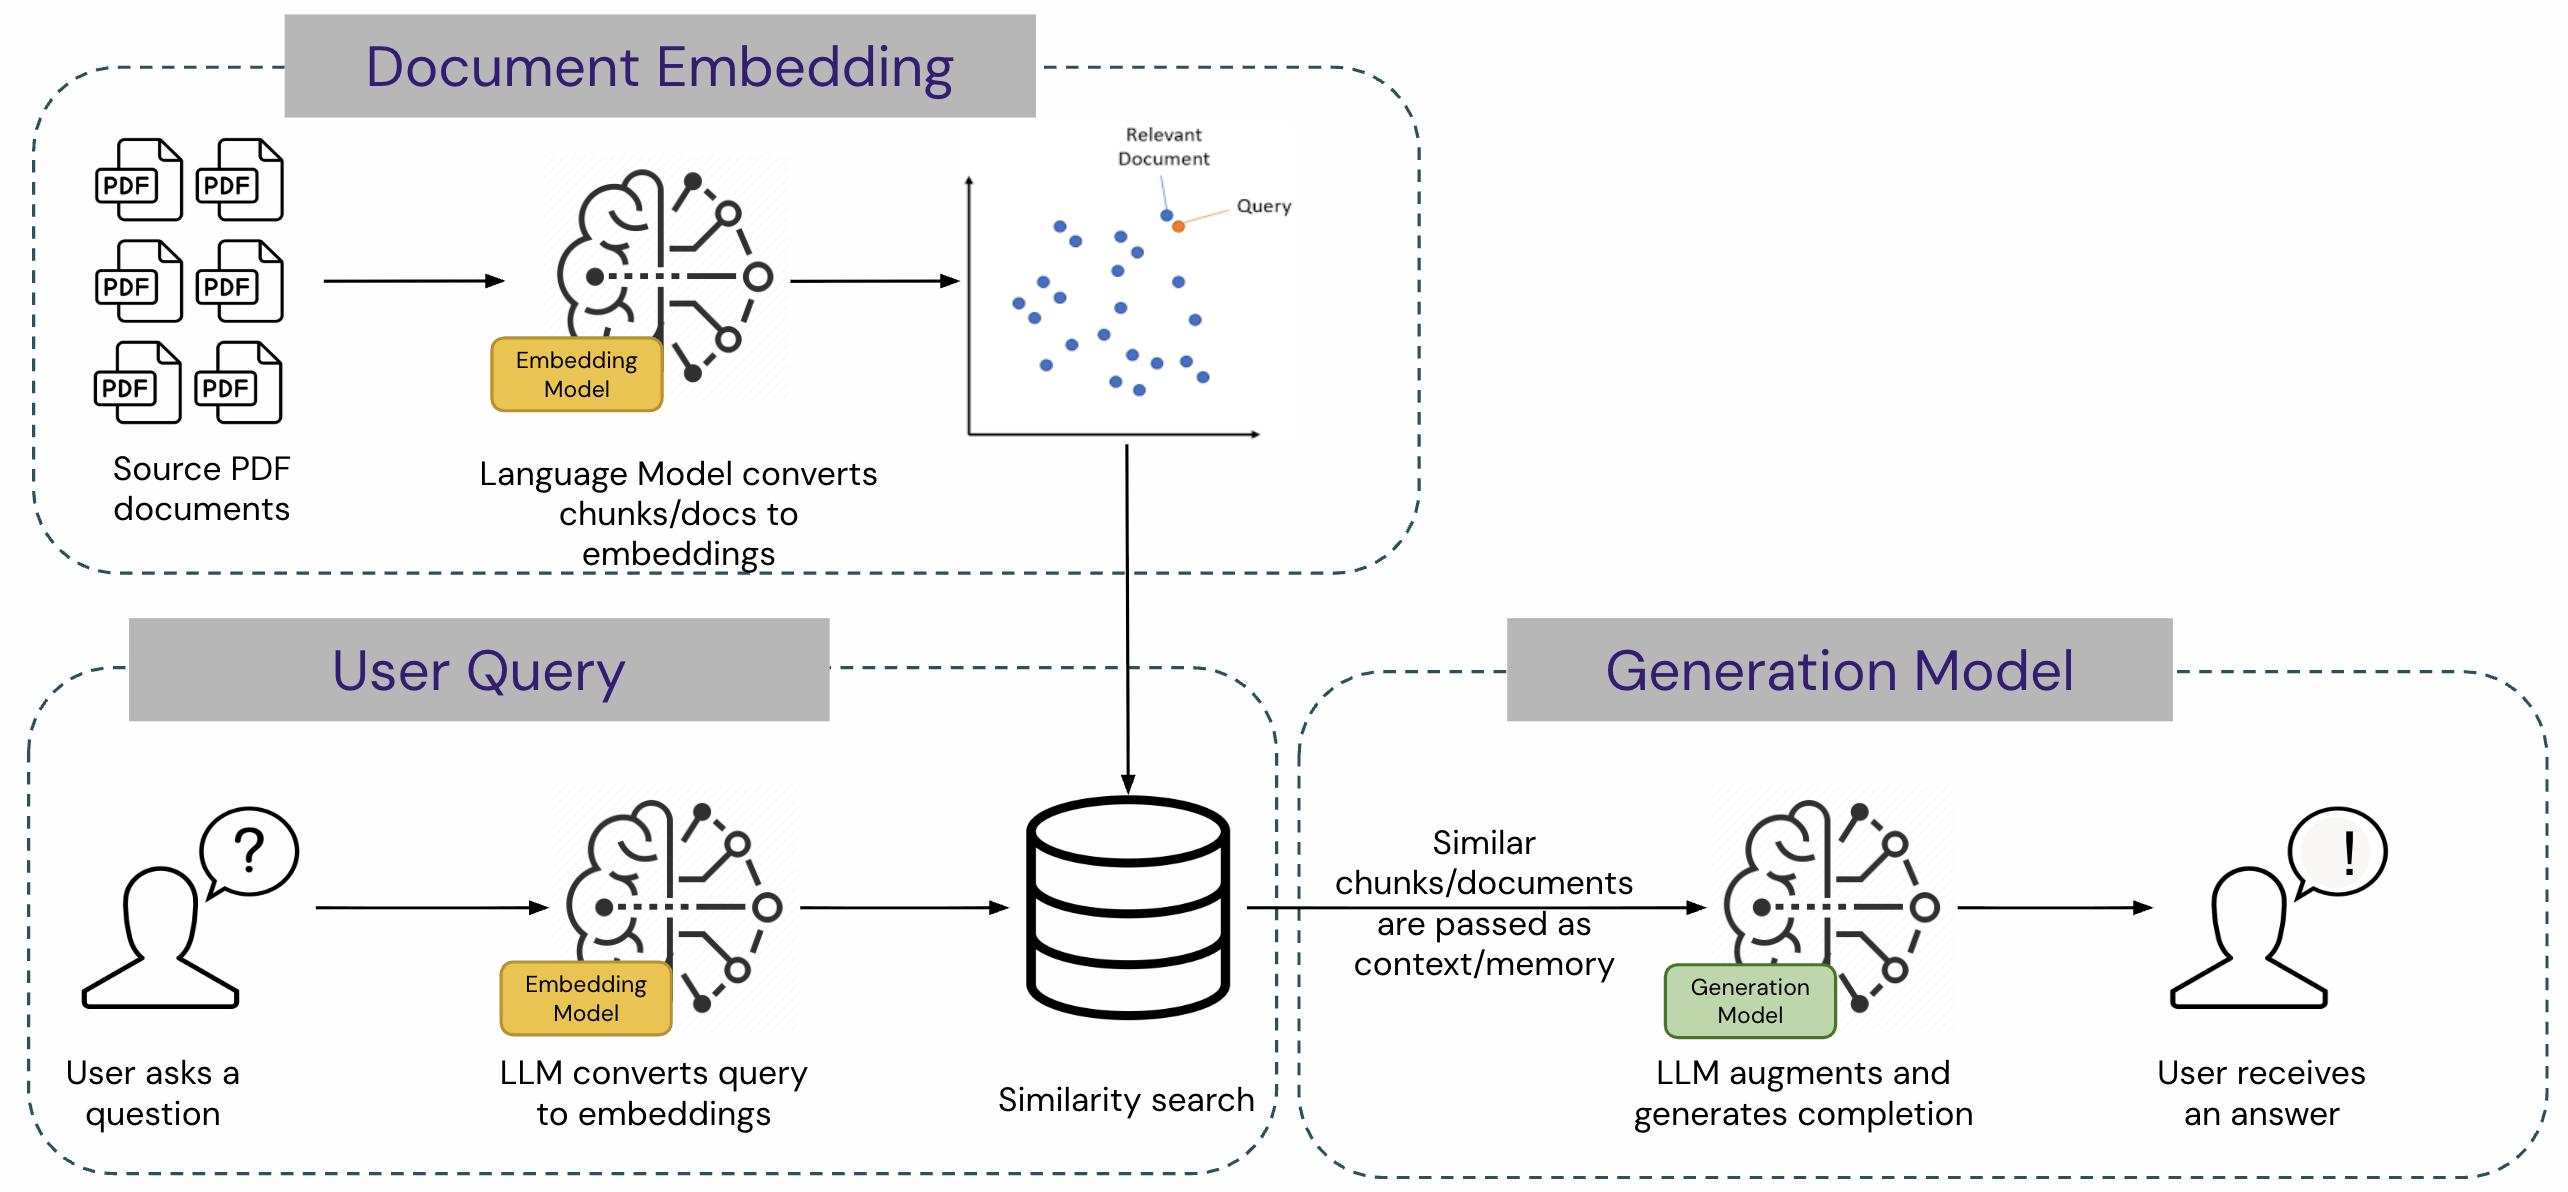 Document Embedding
Relevant
Document
Query
PDF
PDF
PDF
PDF
PDF
PDF
Embedding
Model
Source PDF
documents
Language Model converts
chunks/docs to
embeddings
User Query
Generation Model
?
Similar
chunks/documents
are passed as
context/memory
!
Embedding
Model
Generation
Model
User asks a
question
LLM converts query
to embeddings
Similarity search
LLM augments and
generates completion
User receives
an answer